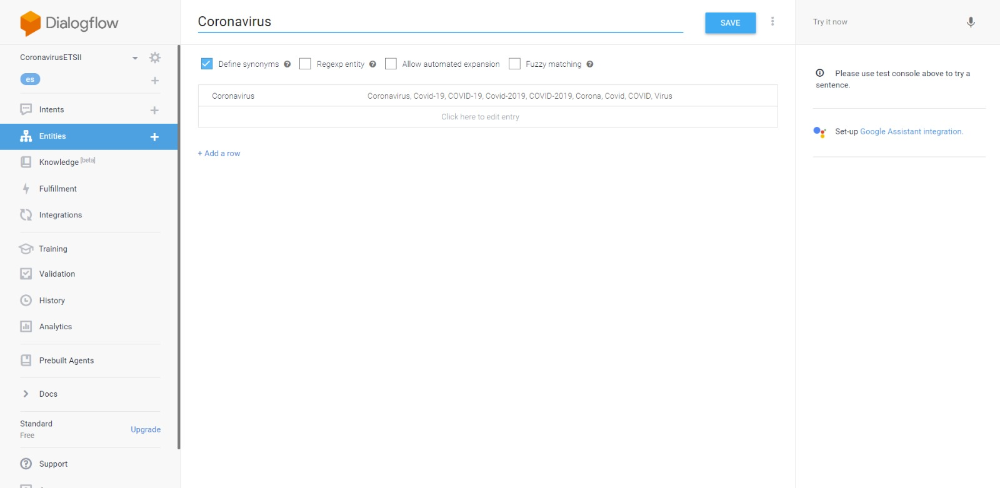 Dialogflow
Coronavirus
SAVE
Try it now
CoronavirusETSII
es
Define synonyms
Regexp entity
Allow automated expansion
Fuzzy matching
Coronavirus
Coronavirus, Covid-19, COVID-19, Covid-2019, COVID-2019, Corona, Covid, COVID, Virus
Click here to edit entry
+ Add a row
Please use test console above to try a
sentence.
Set-up Google Assistant integration.
Intents
Entities
Knowledge [beta]
Fulfillment
Integrations
Training
Validation
History
Analytics
Prebuilt Agents
Docs
Standard
Free
Upgrade
Support